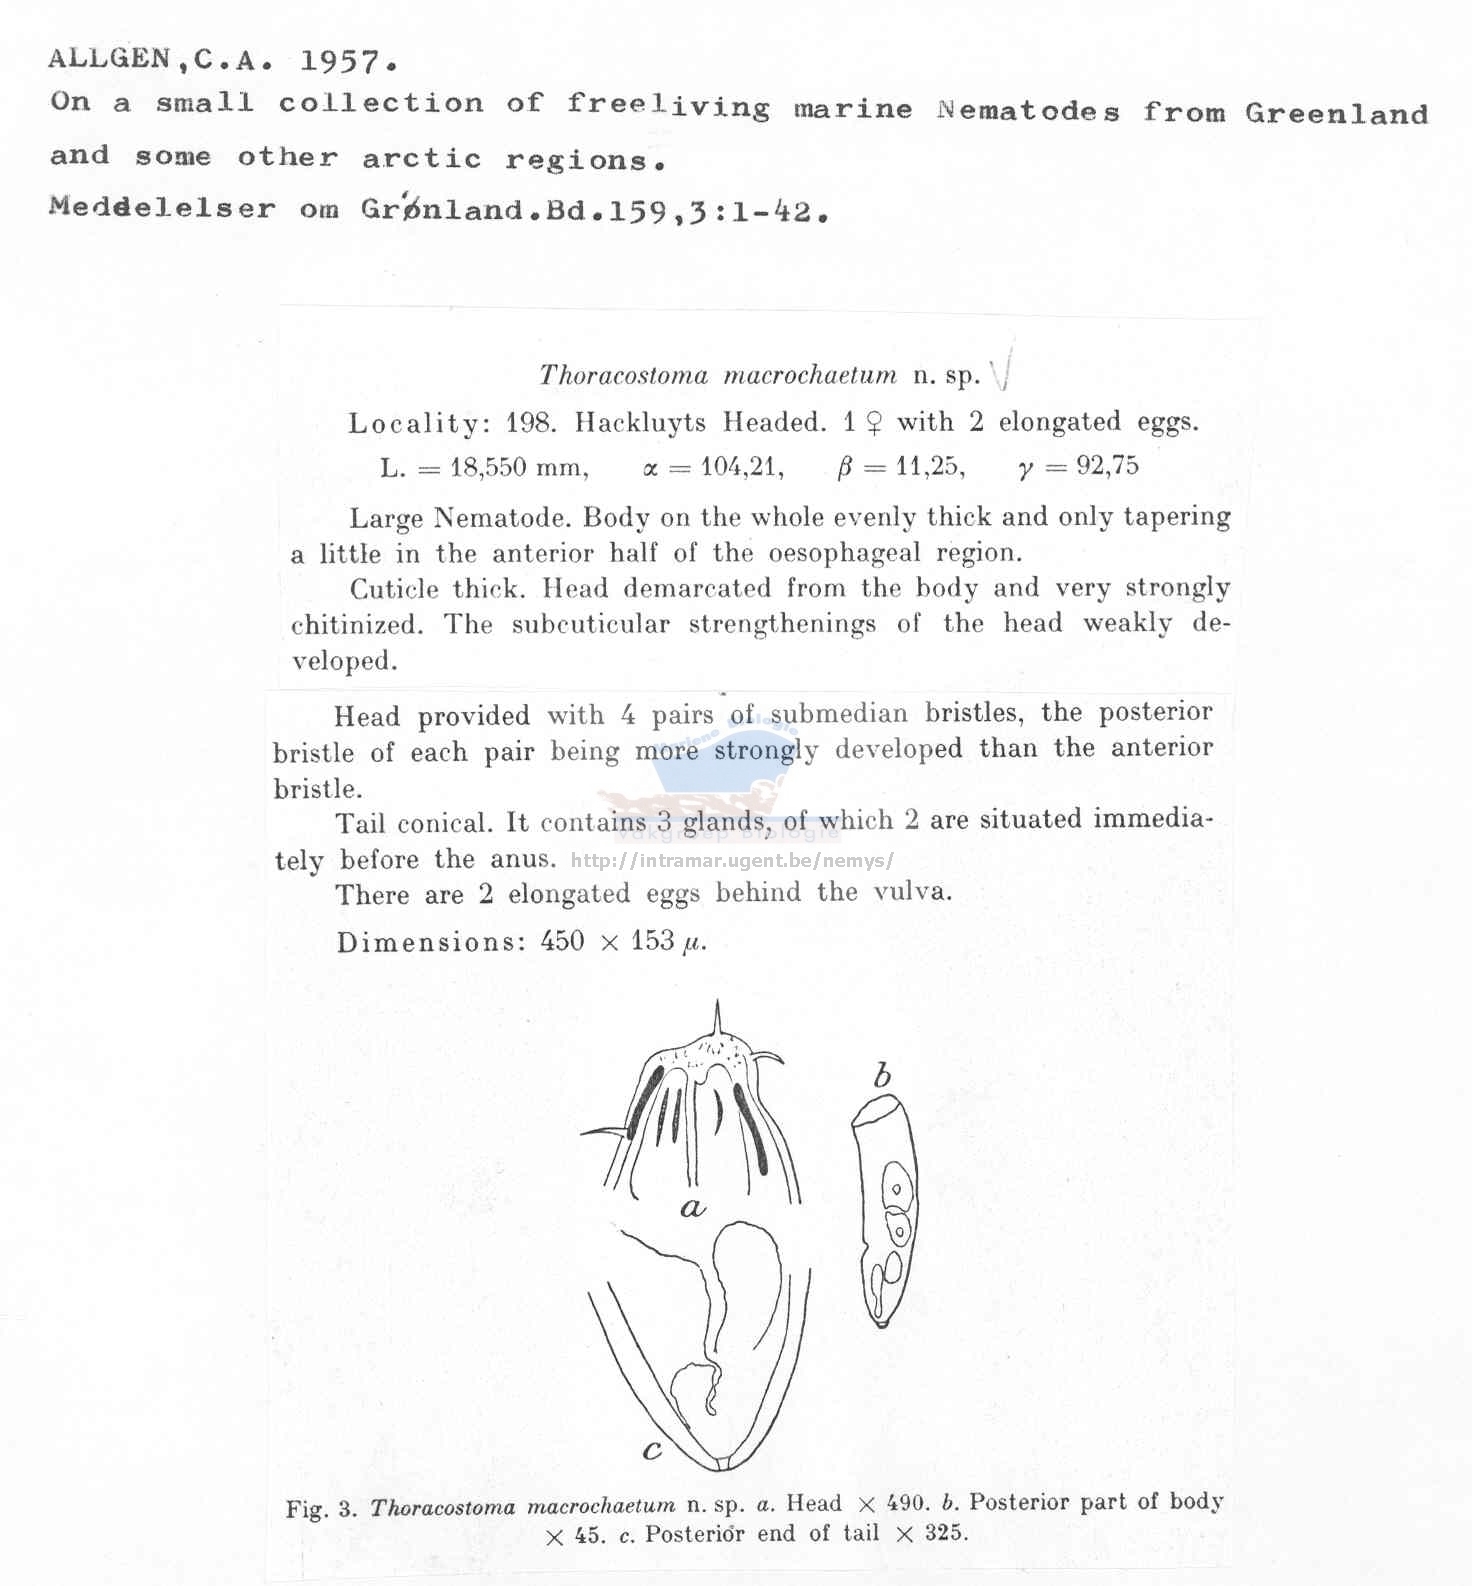 ALLGEN,C.A. 1957.
On a small collection of freeliving marine Nematodes from Greenland
and some other arctic regions.
Meddelelser om Grønland.Bd.159,3:1-42.
Thoracostoma macrochaetum n. sp. √
Locality: 198. Hackluyts Headed. 1 ♀ with 2 elongated eggs.
L. = 18,550 mm, α = 104,21, β = 11,25, γ = 92,75
Large Nematode. Body on the whole evenly thick and only tapering
a little in the anterior half of the oesophageal region.
Cuticle thick. Head demarcated from the body and very strongly
chitinized. The subcuticular strengthenings of the head weakly de-
veloped.
Head provided with 4 pairs of submedian bristles, the posterior
Mariene Biologie
bristle of each pair being more strongly developed than the anterior
bristle.
Tail conical. It contains 3 glands, of which 2 are situated immedia-
Vakgroep Biologie
tely before the anus. http://intramar.ugent.be/nemys/
There are 2 elongated eggs behind the vulva.
Dimensions: 450 × 153 μ.
b
a
c
Fig. 3. Thoracostoma macrochaetum n. sp. a. Head × 490. b. Posterior part of body
× 45. c. Posterior end of tail × 325.